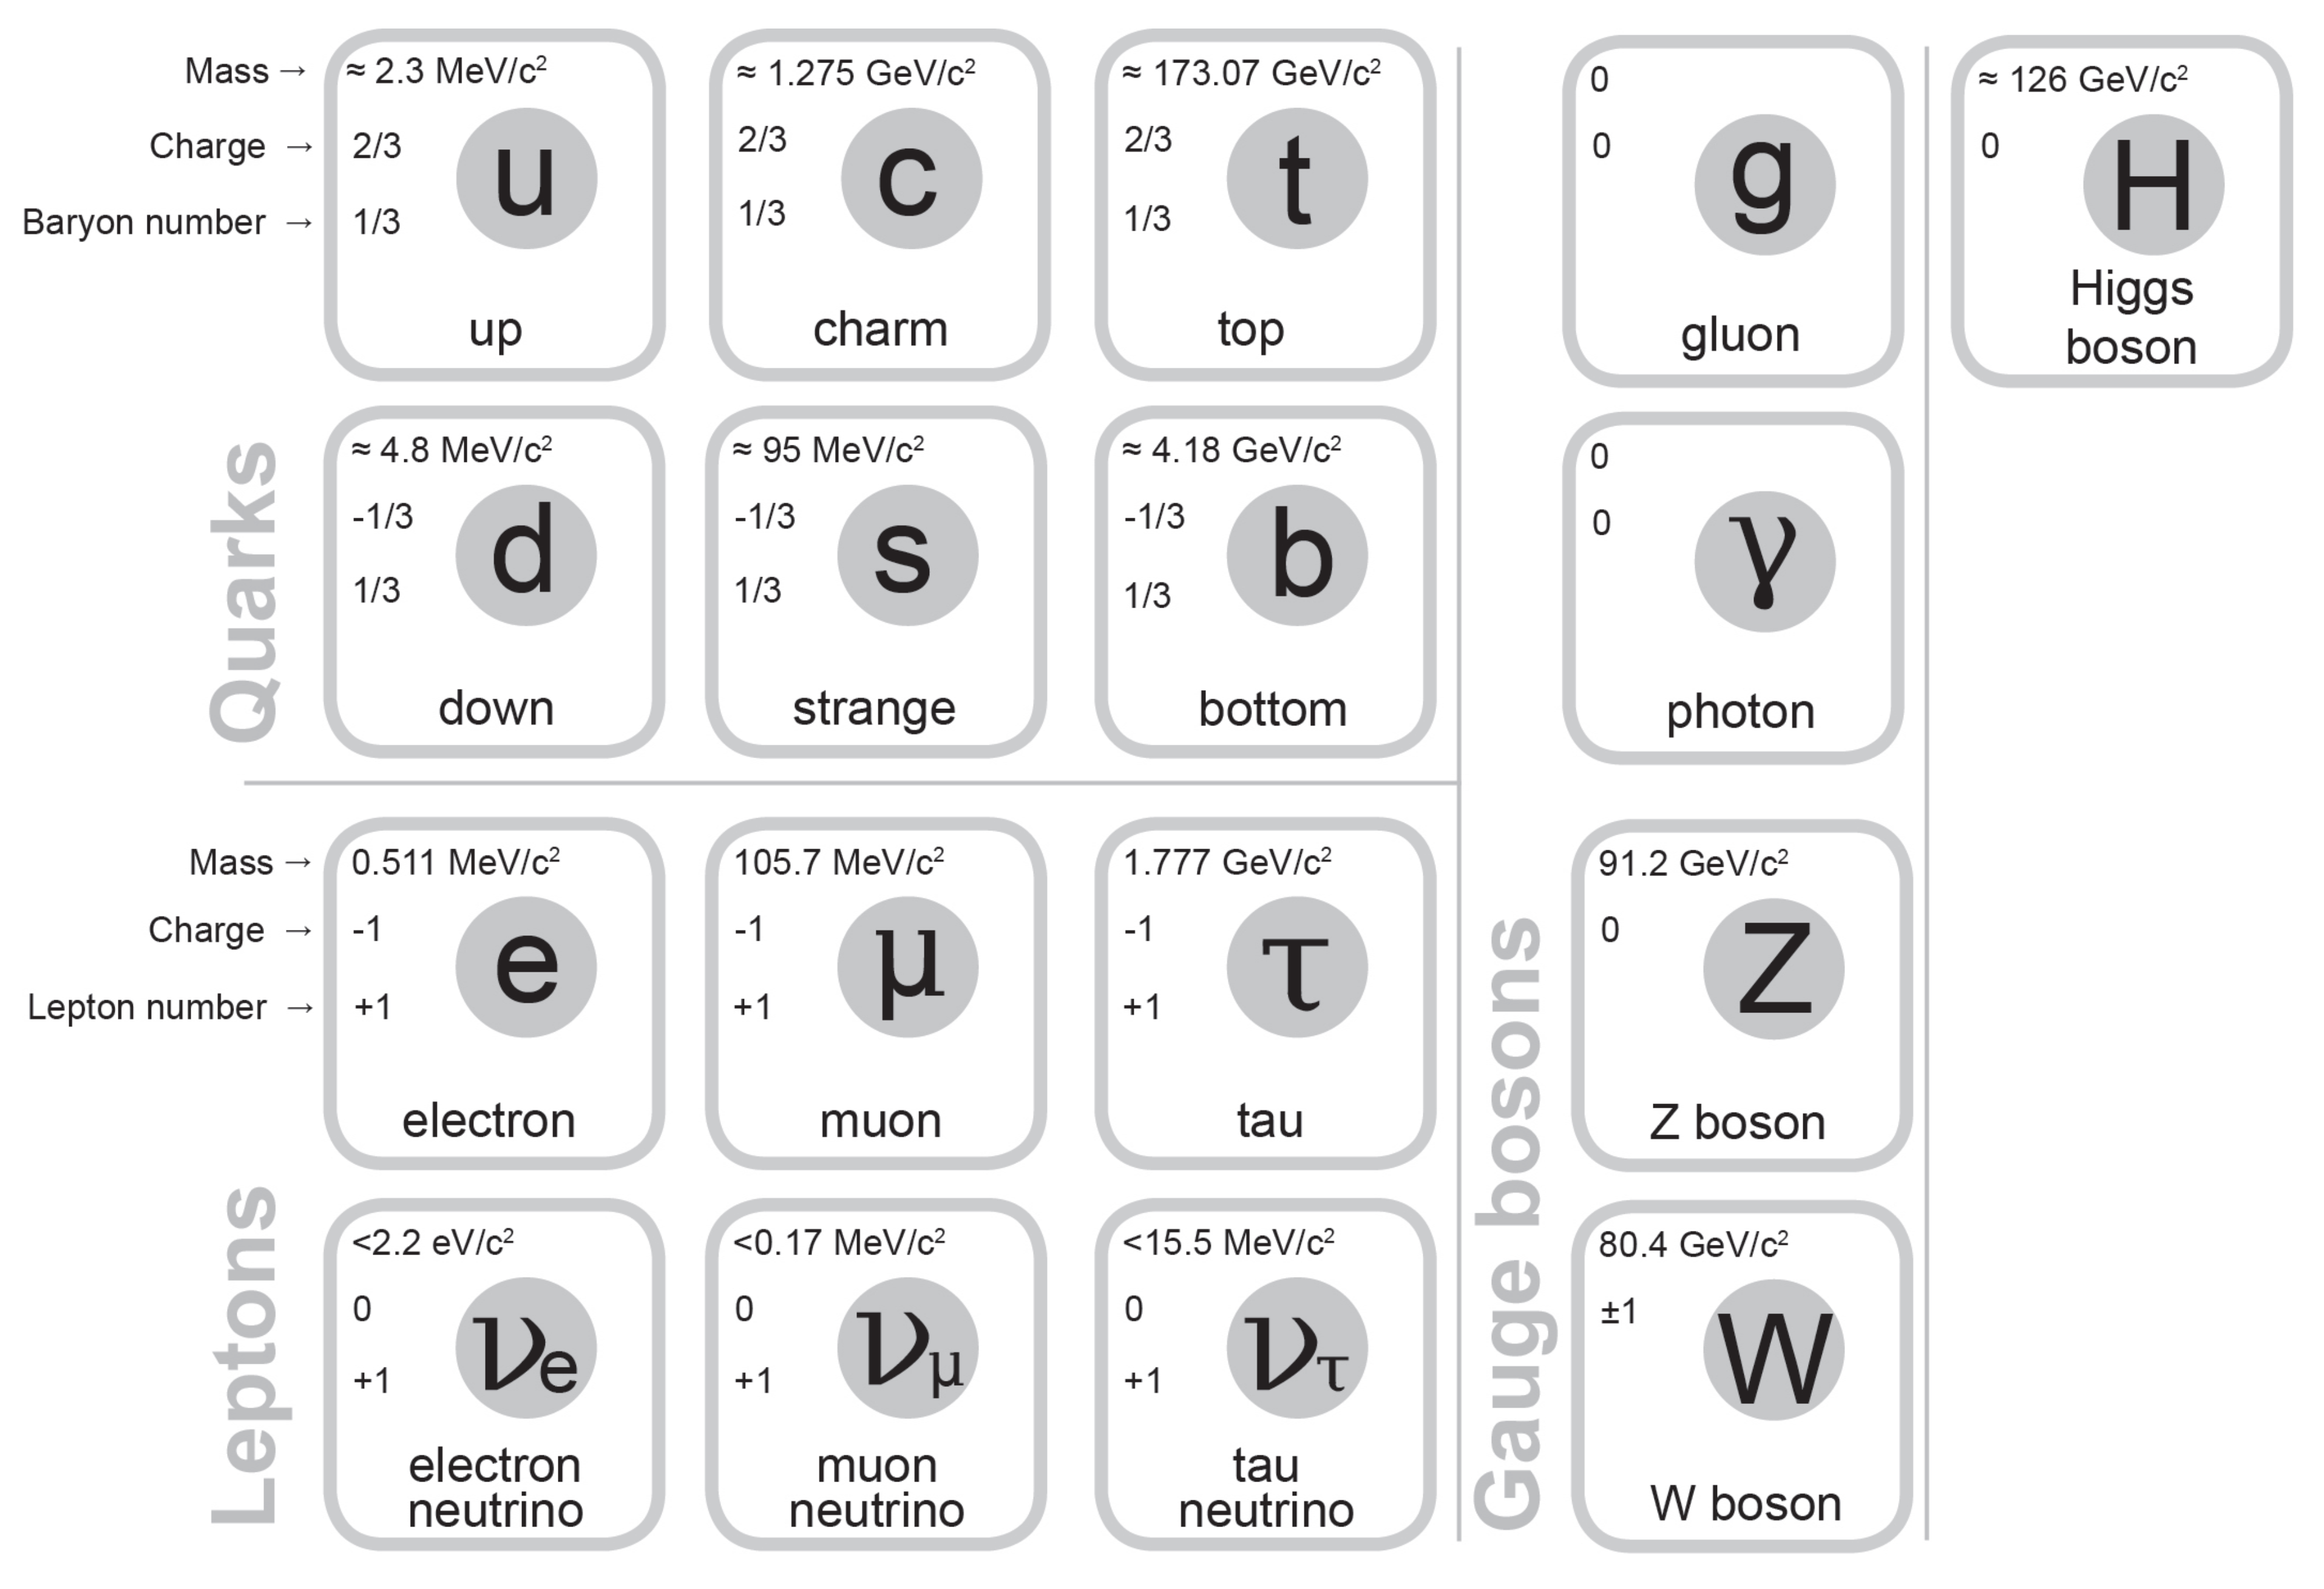 Mass →
Charge →
Baryon number →
≈ 2.3 MeV/c²
2/3
1/3
u
up
≈ 1.275 GeV/c²
2/3
1/3
c
charm
≈ 173.07 GeV/c²
2/3
1/3
t
top
0
0
g
gluon
≈ 126 GeV/c²
0
H
Higgs
boson
Quarks
≈ 4.8 MeV/c²
-1/3
1/3
d
down
≈ 95 MeV/c²
-1/3
1/3
s
strange
≈ 4.18 GeV/c²
-1/3
1/3
b
bottom
0
0
γ
photon
Mass →
Charge →
Lepton number →
0.511 MeV/c²
-1
+1
e
electron
105.7 MeV/c²
-1
+1
μ
muon
1.777 GeV/c²
-1
+1
τ
tau
91.2 GeV/c²
0
Z
Z boson
Leptons
<2.2 eV/c²
0
+1
νe
electron
neutrino
<0.17 MeV/c²
0
+1
νμ
muon
neutrino
<15.5 MeV/c²
0
+1
ντ
tau
neutrino
Gauge bosons
80.4 GeV/c²
±1
W
W boson